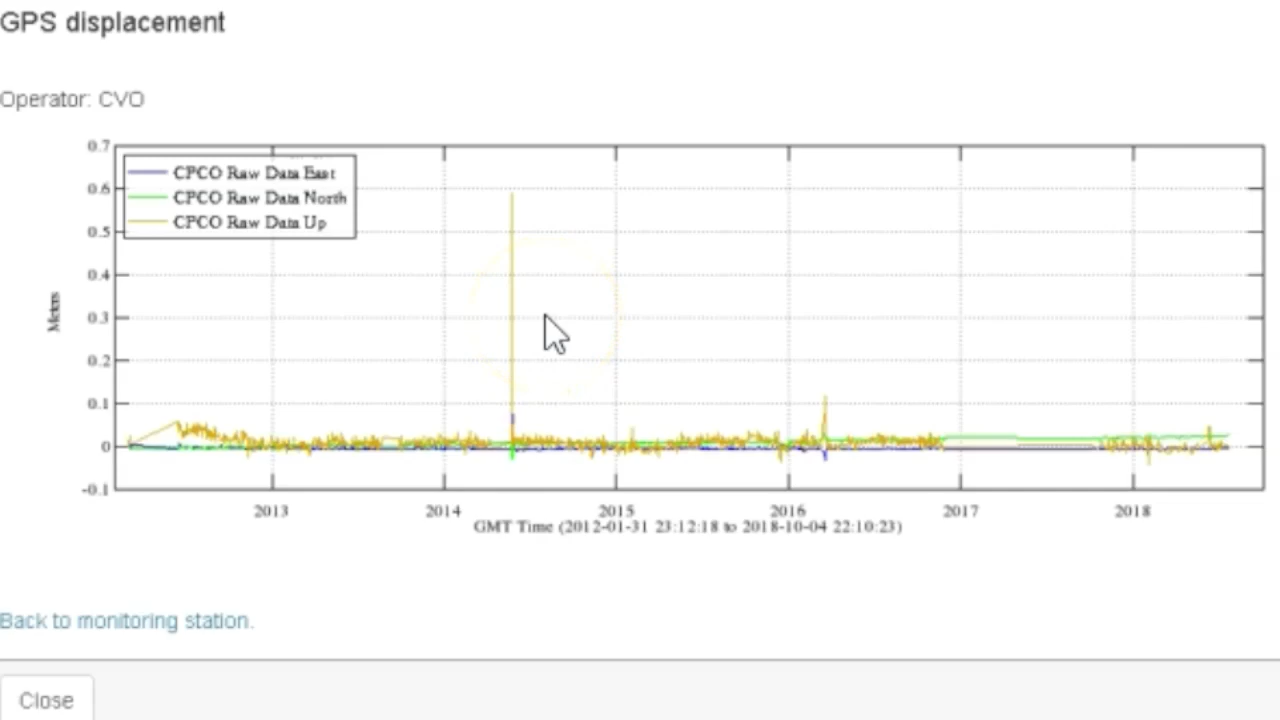 GPS displacement
Operator: CVO
CPCO Raw Data East
CPCO Raw Data North
CPCO Raw Data Up
0.7
0.6
0.5
0.4
0.3
0.2
0.1
0
-0.1
Meters
2013 2014 2015 2016 2017 2018
GMT Time (2012-01-31 23:12:18 to 2018-10-04 22:10:23)
Back to monitoring station.
Close